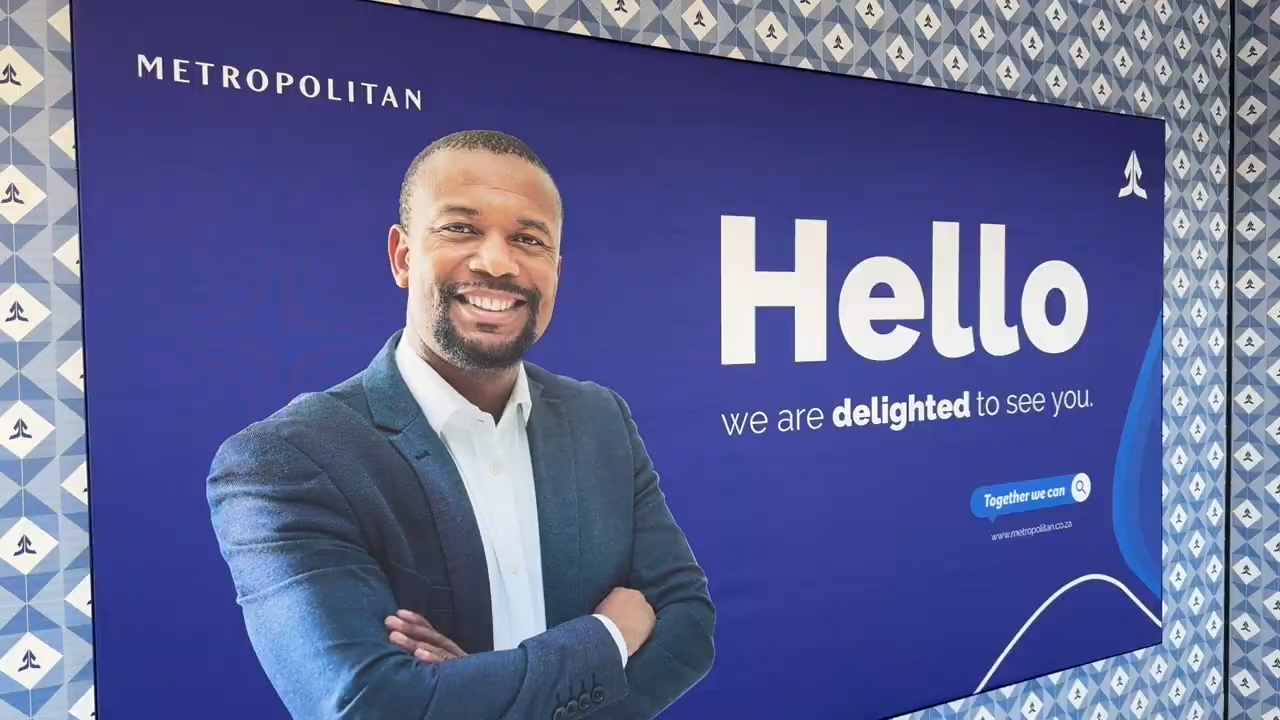 METROPOLITAN
Hello
we are delighted to see you.
Together we can
www.metropolitan.co.za